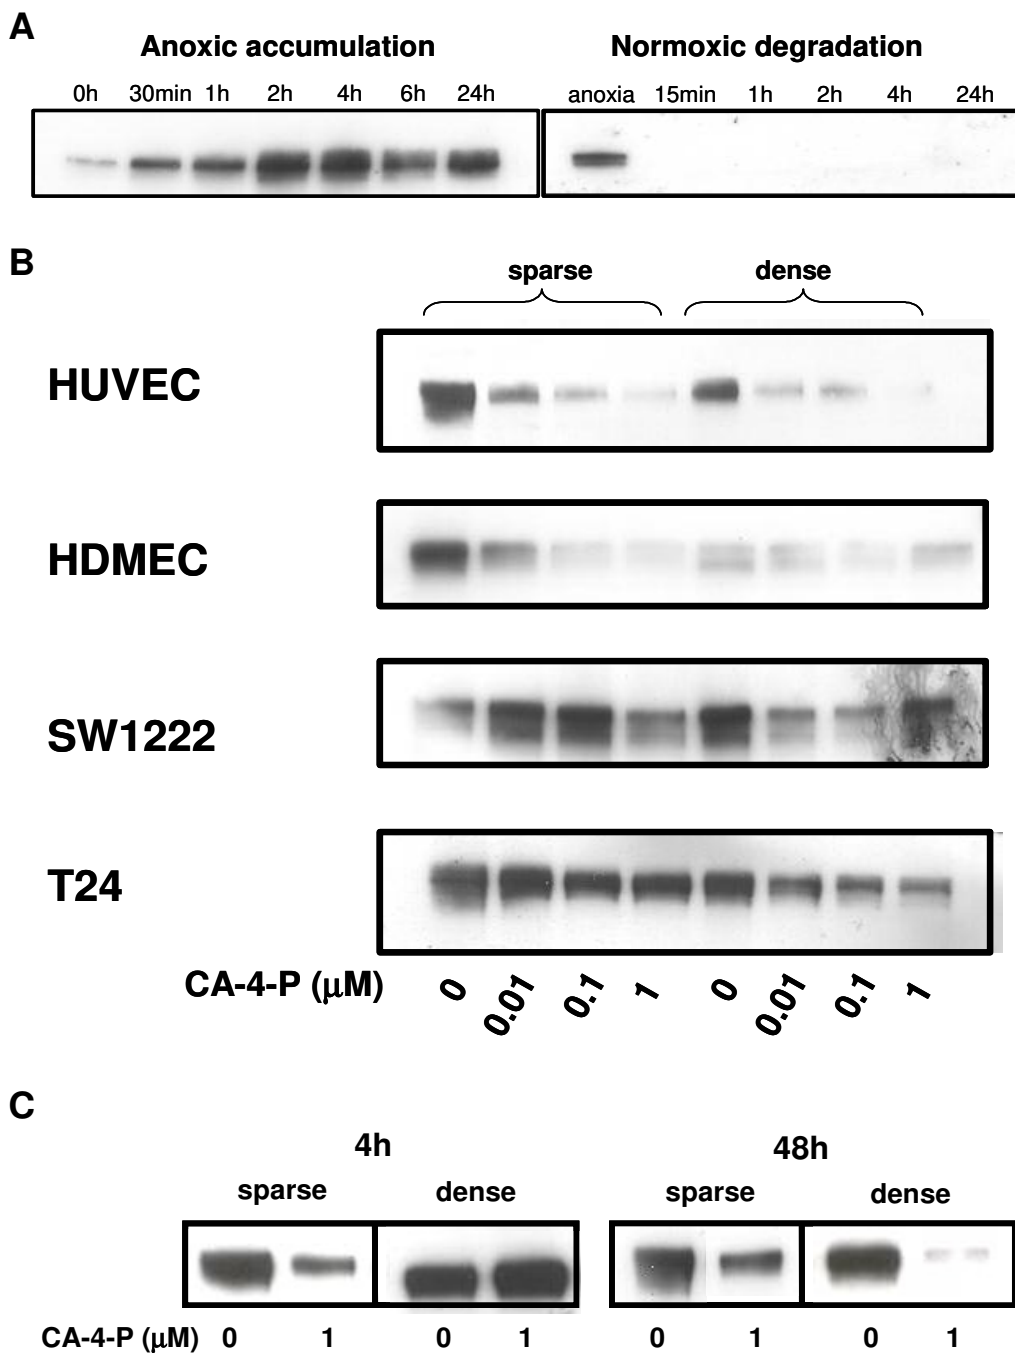 A
Anoxic accumulation
Normoxic degradation
0h 30min 1h 2h 4h 6h 24h
anoxia 15min 1h 2h 4h 24h
B
sparse
dense
HUVEC
HDMEC
SW1222
T24
CA-4-P (μM)
0 0.01 0.1 1 0 0.01 0.1 1
C
4h
48h
sparse dense
sparse dense
CA-4-P (μM) 0 1 0 1 0 1 0 1